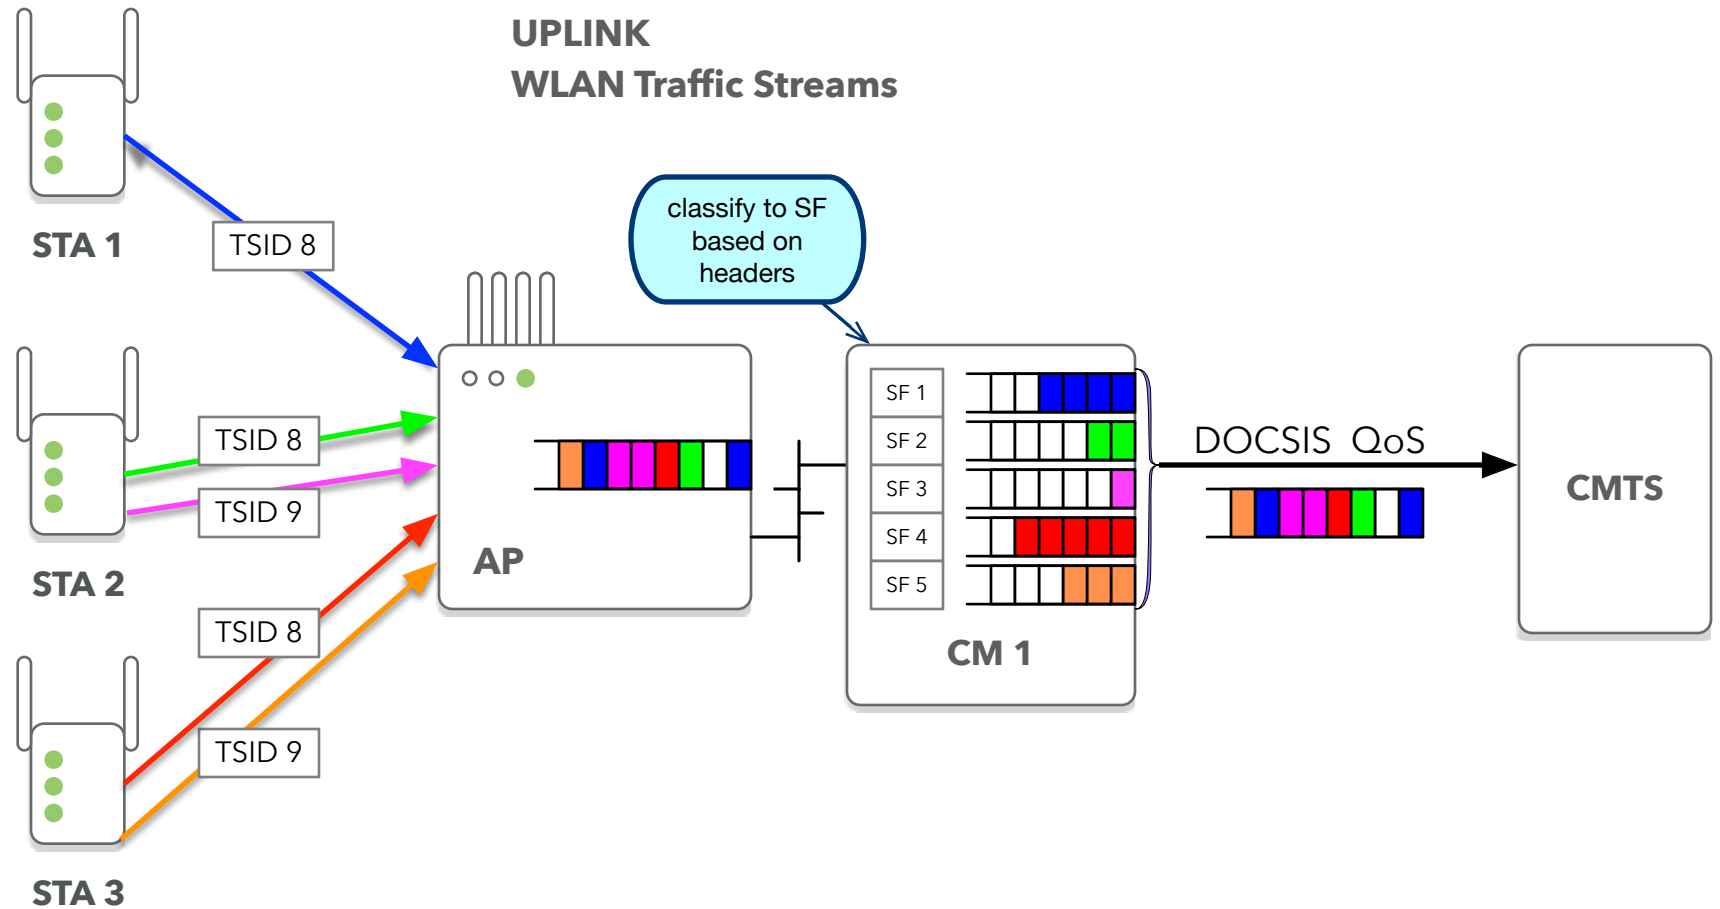 UPLINK
WLAN Traffic Streams
STA 1
TSID 8
classify to SF
based on
headers
STA 2
TSID 8
TSID 9
STA 3
TSID 8
TSID 9
AP
SF 1
SF 2
SF 3
SF 4
SF 5
CM 1
DOCSIS QoS
CMTS